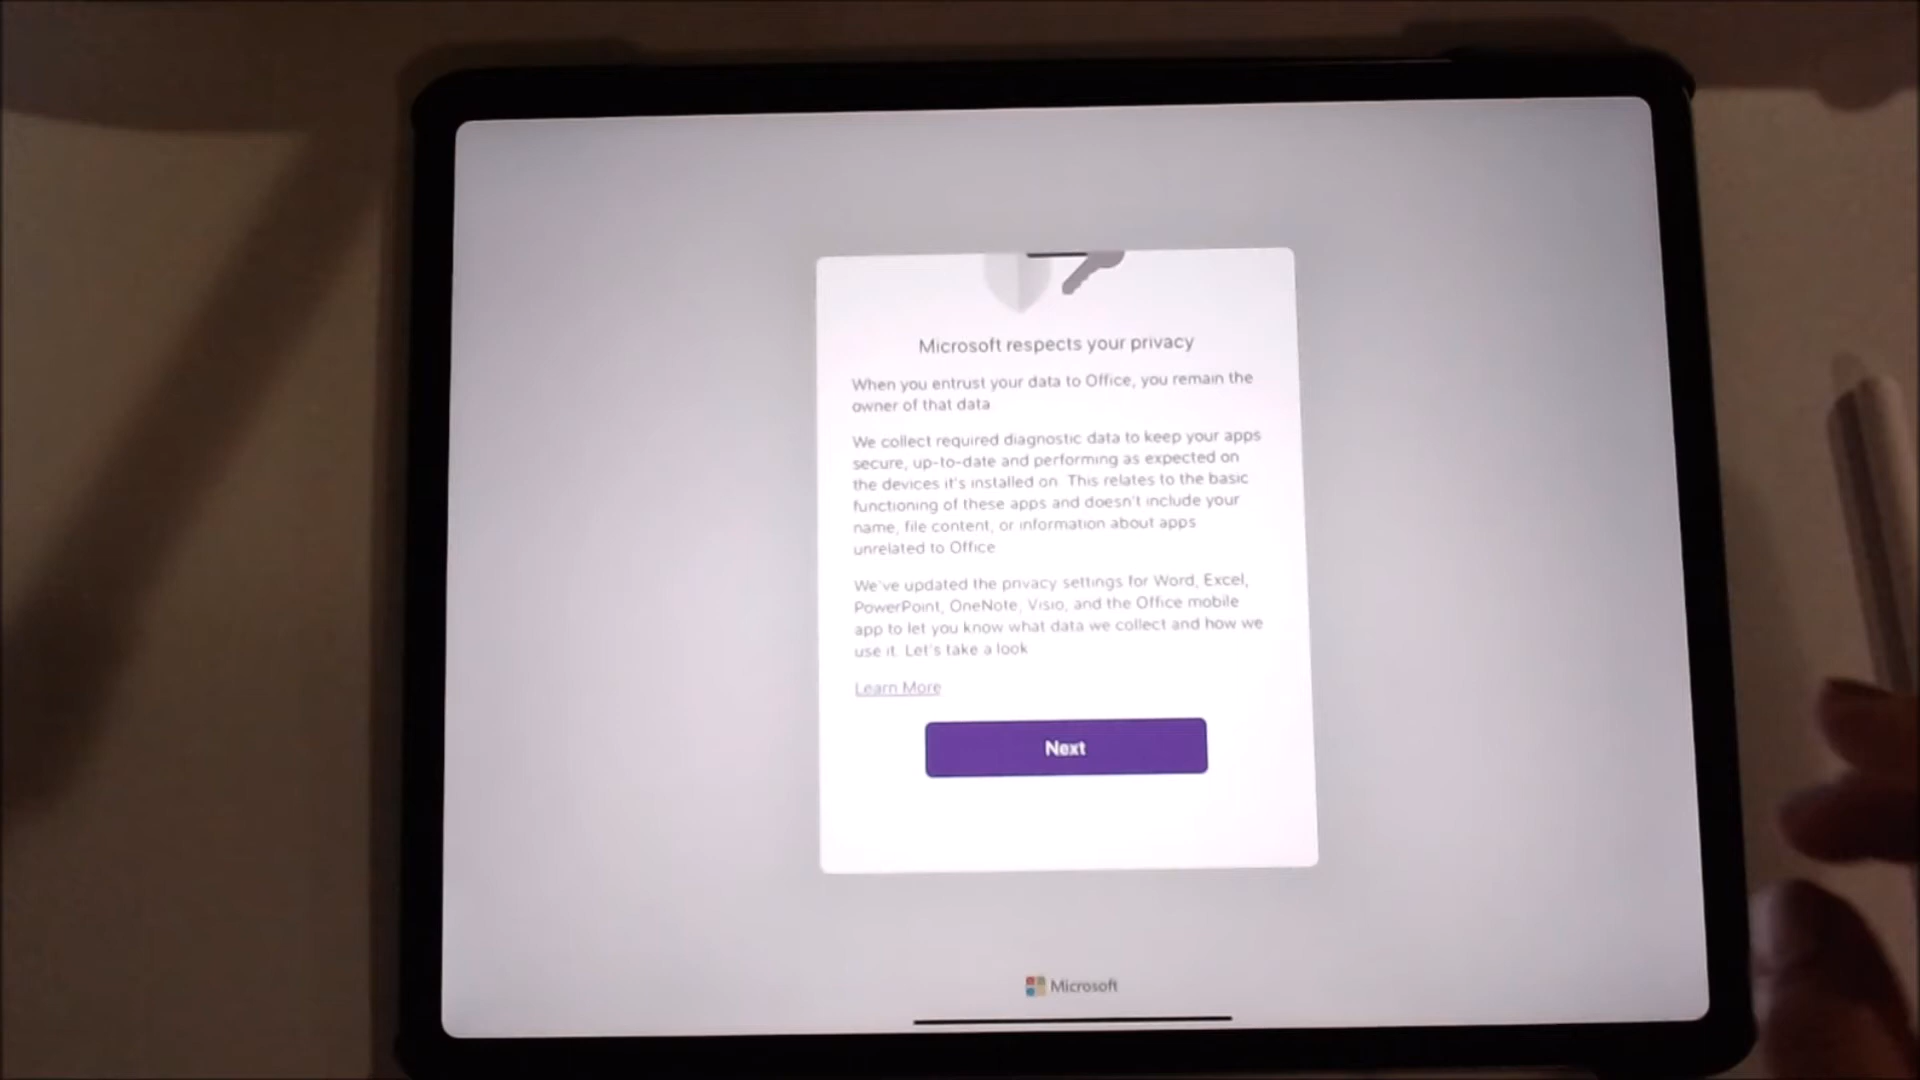 Microsoft respects your privacy
When you entrust your data to Office, you remain the
owner of that data
We collect required diagnostic data to keep your apps
secure, up-to-date and performing as expected on
the devices it's installed on. This relates to the basic
functioning of these apps and doesn't include your
name, file content, or information about apps
unrelated to Office
We've updated the privacy settings for Word, Excel,
PowerPoint, OneNote, Visio, and the Office mobile
app to let you know what data we collect and how we
use it. Let's take a look
Learn More
Next
Microsoft